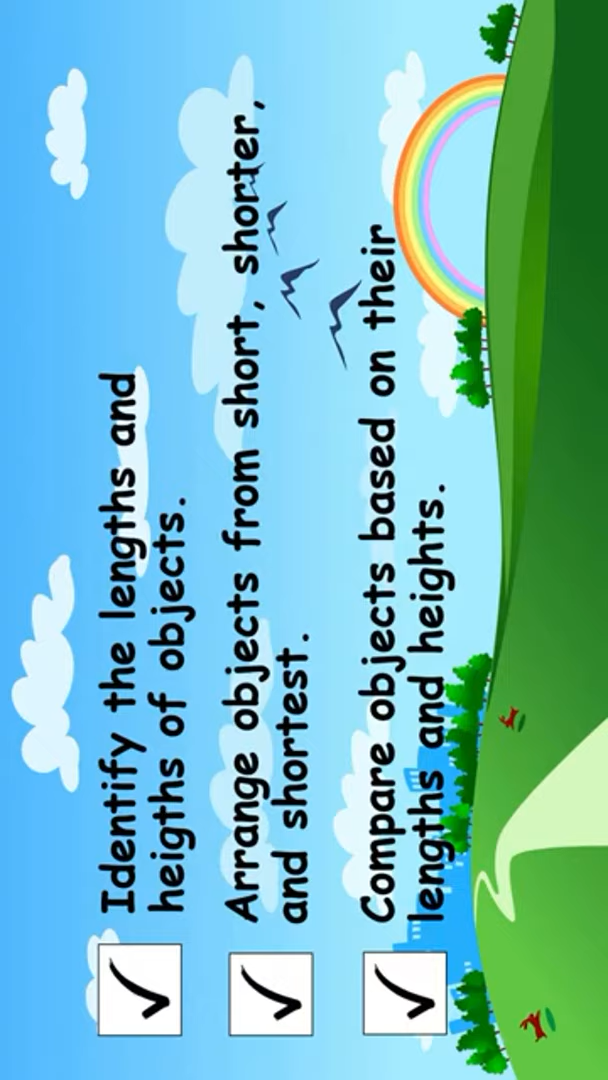 Identify the lengths and
heigths of objects.
Arrange objects from short, shorter,
and shortest.
Compare objects based on their
lengths and heights.